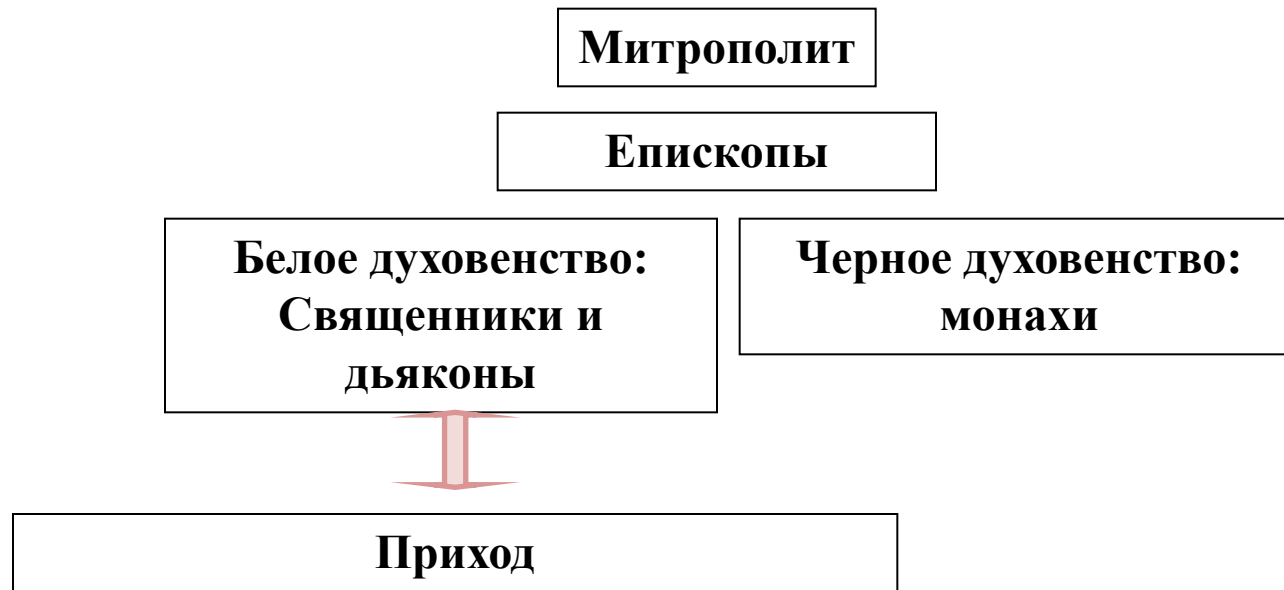 Митрополит
Епископы
Белое духовенство:
Священники и
дьяконы
Черное духовенство:
монахи
Приход